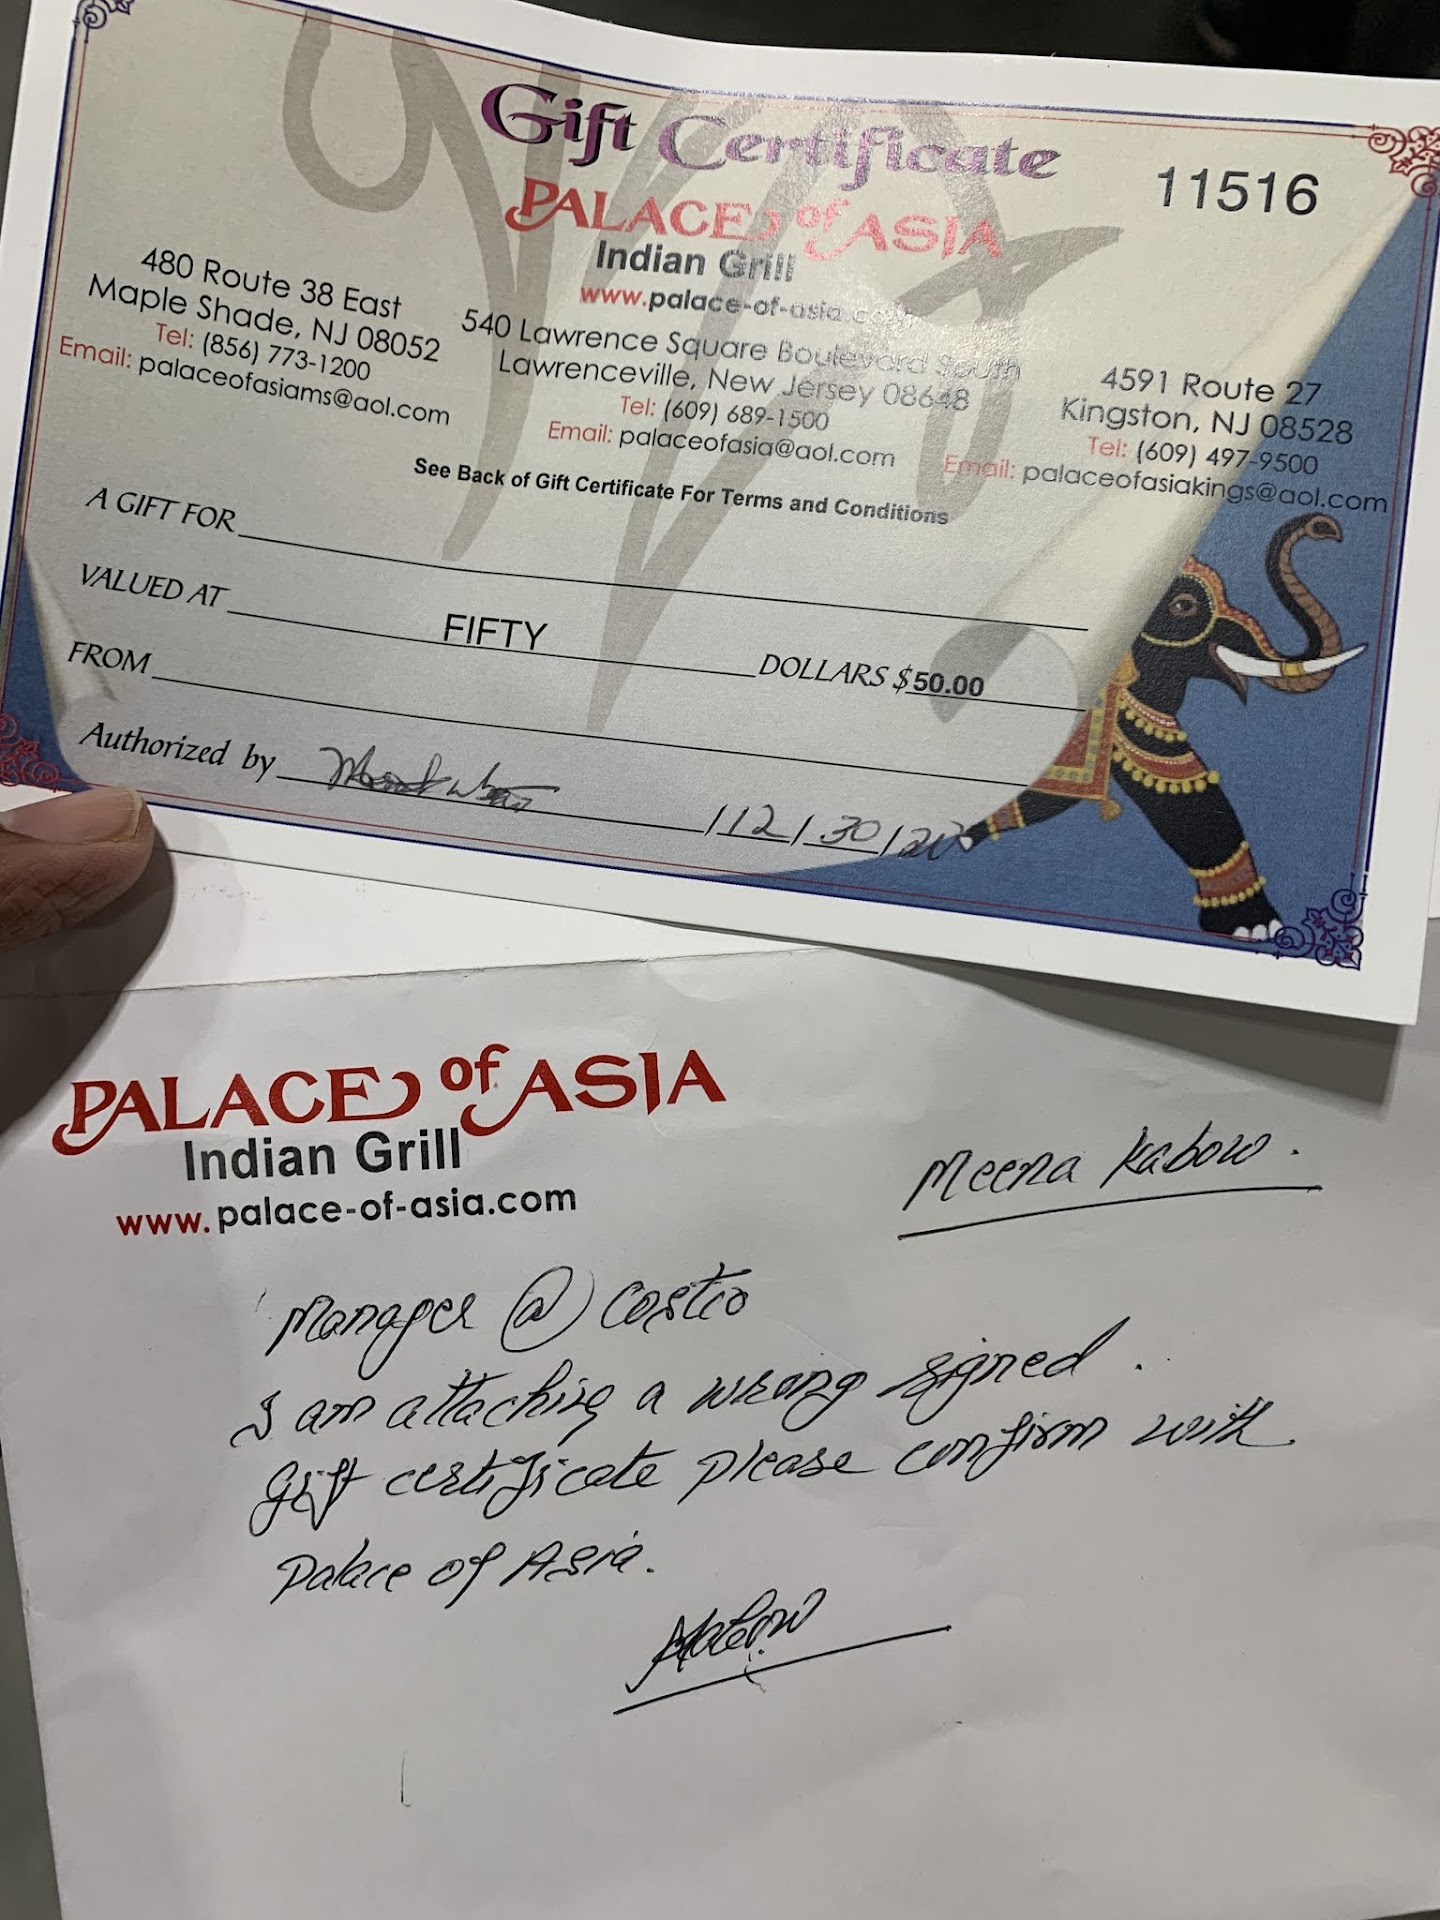 Gift Certificate
11516
PALACE of ASIA
Indian Grill
www.palace-of-asia.com
480 Route 38 East
Maple Shade, NJ 08052
Tel: (856) 773-1200
Email: palaceofasiams@aol.com
540 Lawrence Square Boulevard South
Lawrenceville, New Jersey 08648
Tel: (609) 689-1500
Email: palaceofasia@aol.com
4591 Route 27
Kingston, NJ 08528
Tel: (609) 497-9500
Email: palaceofasiakings@aol.com
See Back of Gift Certificate For Terms and Conditions
A GIFT FOR
VALUED AT FIFTY DOLLARS $50.00
FROM
Authorized by /12/30/20
PALACE of ASIA
Indian Grill
www.palace-of-asia.com
Meena Kaboro.
Manager @ Costco
I am attaching a wrong signed.
Gift certificate please confirm with
Palace of Asia.